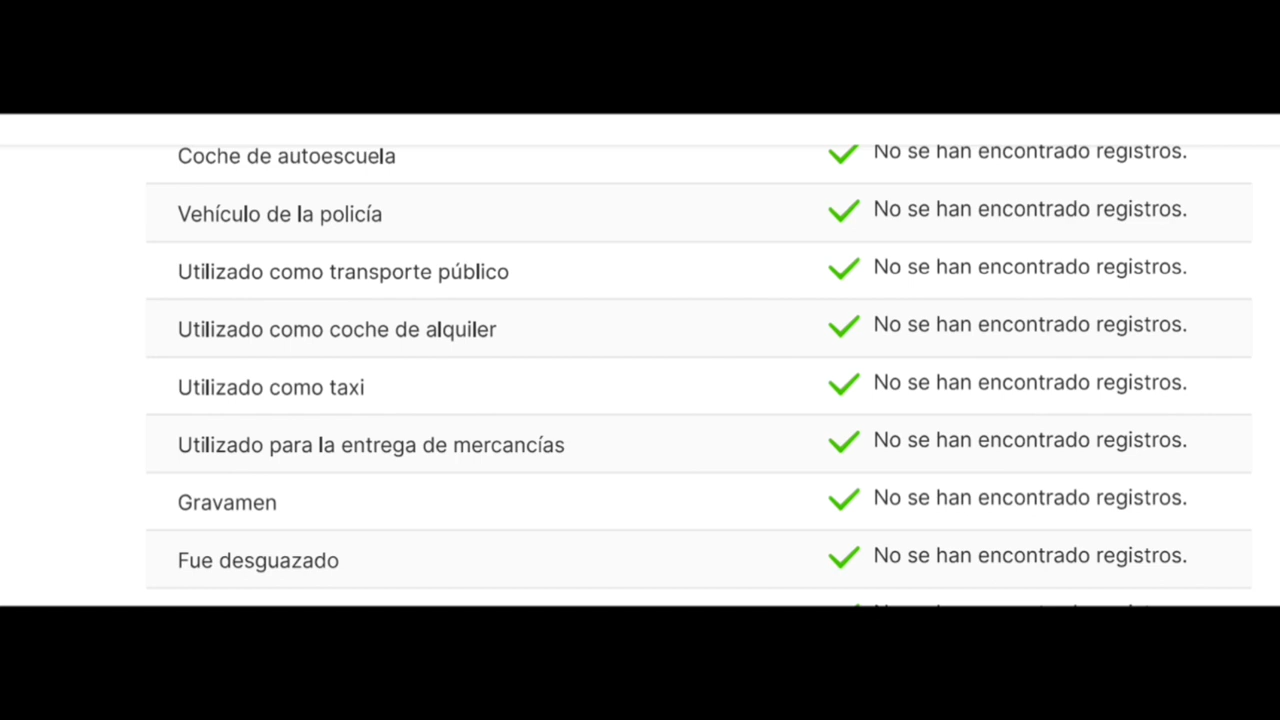 Coche de autoescuela No se han encontrado registros.
Vehículo de la policía No se han encontrado registros.
Utilizado como transporte público No se han encontrado registros.
Utilizado como coche de alquiler No se han encontrado registros.
Utilizado como taxi No se han encontrado registros.
Utilizado para la entrega de mercancías No se han encontrado registros.
Gravamen No se han encontrado registros.
Fue desguazado No se han encontrado registros.